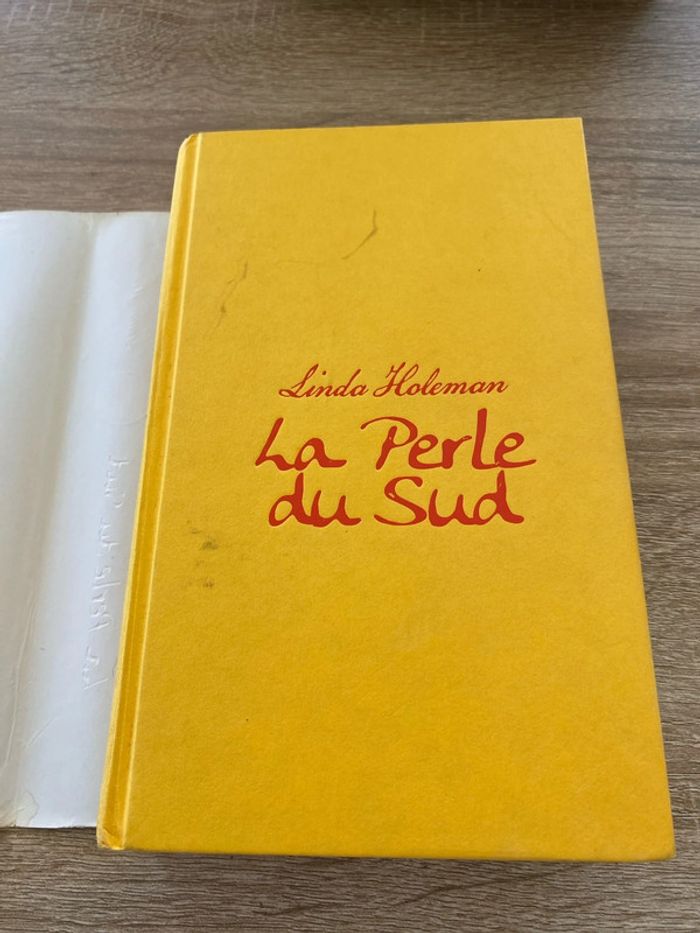 Linda Holeman
La Perle
du Sud